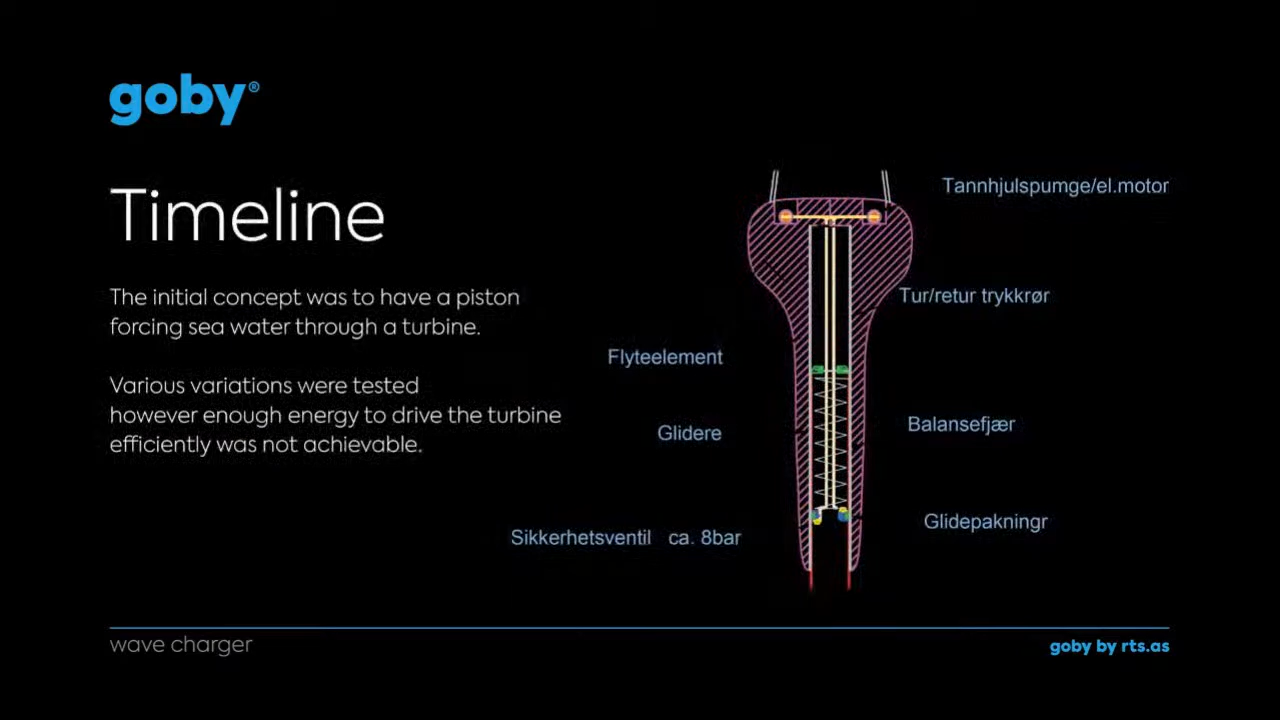 goby®
Timeline
The initial concept was to have a piston
forcing sea water through a turbine.
Various variations were tested
however enough energy to drive the turbine
efficiently was not achievable.
Tannhjulspumge/el.motor
Tur/retur trykkrør
Flyteelement
Balansefjær
Glidere
Glidepakningr
Sikkerhetsventil ca. 8bar
wave charger
goby by rts.as